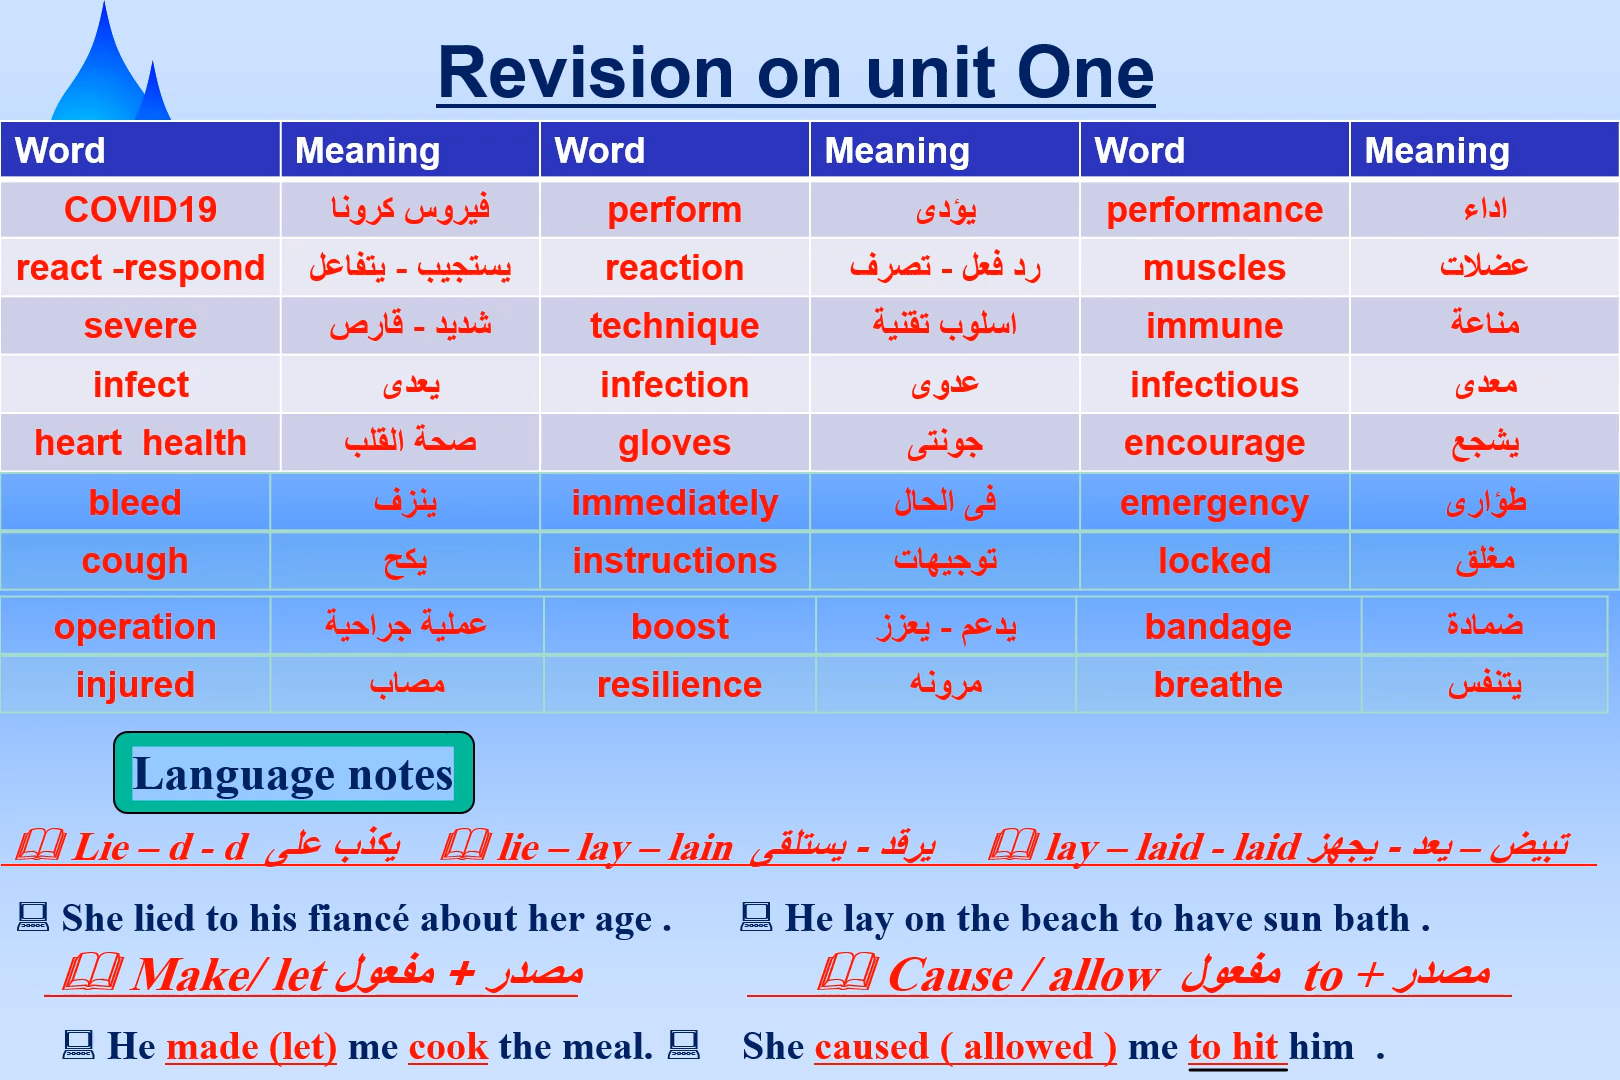 Revision on unit One
Word Meaning Word Meaning Word Meaning
COVID19 فيروس كرونا perform يؤدى performance اداء
react -respond يستجيب - يتفاعل reaction رد فعل - تصرف muscles عضلات
severe شديد - قارص technique اسلوب تقنية immune مناعة
infect يعدى infection عدوى infectious معدى
heart health صحة القلب gloves جونتى encourage يشجع
bleed ينزف immediately فى الحال emergency طؤارى
cough يكح instructions توجيهات locked مغلق
operation عملية جراحية boost يدعم - يعزز bandage ضمادة
injured مصاب resilience مرونه breathe يتنفس
Language notes
Lie – d - d يكذب على lie – lay – lain يرقد - يستلقى lay – laid - laid تبيض – يعد - يجهز
She lied to his fiancé about her age . He lay on the beach to have sun bath .
Make/ let مصدر + مفعول Cause / allow مفعول to + مصدر
He made (let) me cook the meal. She caused ( allowed ) me to hit him .